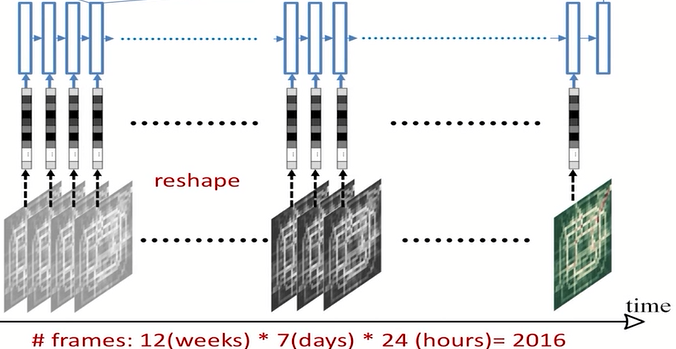 reshape
time
# frames: 12(weeks) * 7(days) * 24 (hours)= 2016